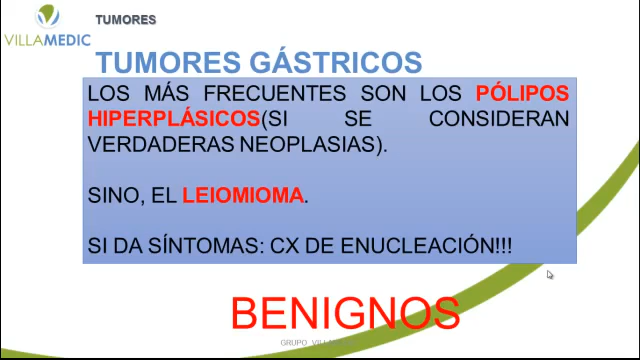 TUMORES
VILLAMEDIC
TUMORES GÁSTRICOS
LOS MÁS FRECUENTES SON LOS PÓLIPOS
HIPERPLÁSICOS(SI SE CONSIDERAN
VERDADERAS NEOPLASIAS).
SINO, EL LEIOMIOMA.
SI DA SÍNTOMAS: CX DE ENUCLEACIÓN!!!
BENIGNOS
GRUPO